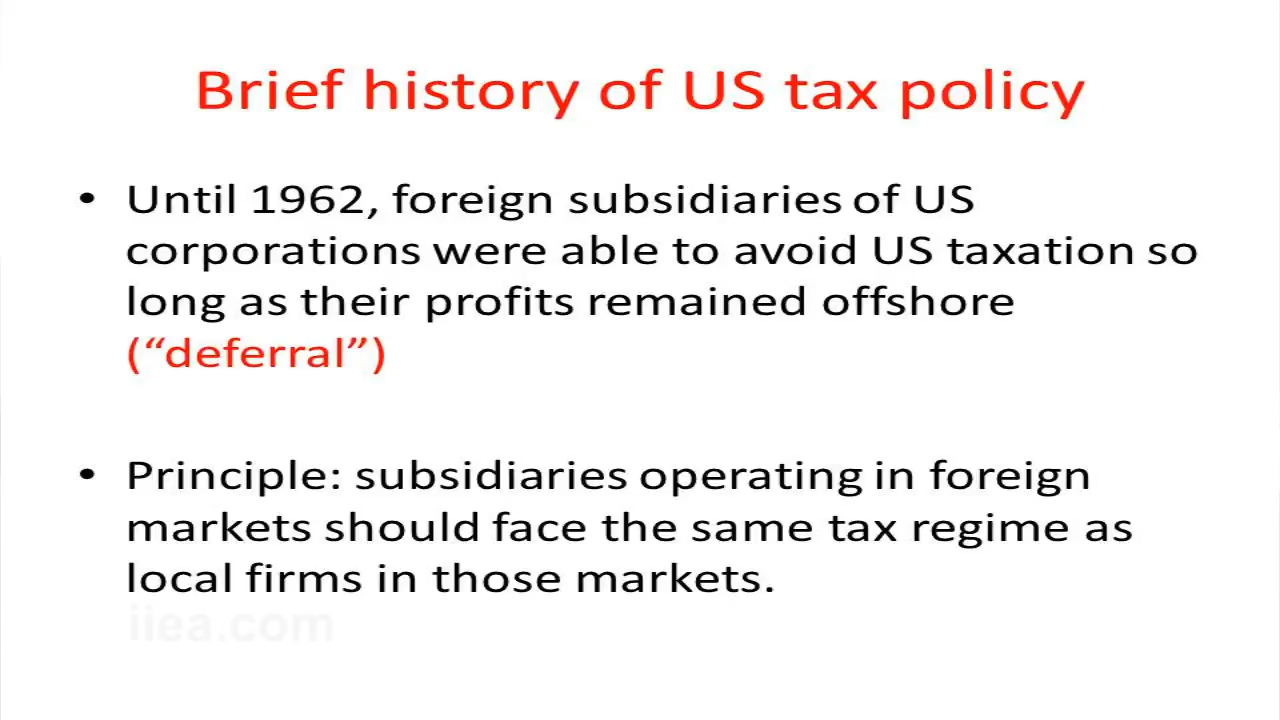 Brief history of US tax policy
• Until 1962, foreign subsidiaries of US
corporations were able to avoid US taxation so
long as their profits remained offshore
(“deferral”)
• Principle: subsidiaries operating in foreign
markets should face the same tax regime as
local firms in those markets.
iiea.com